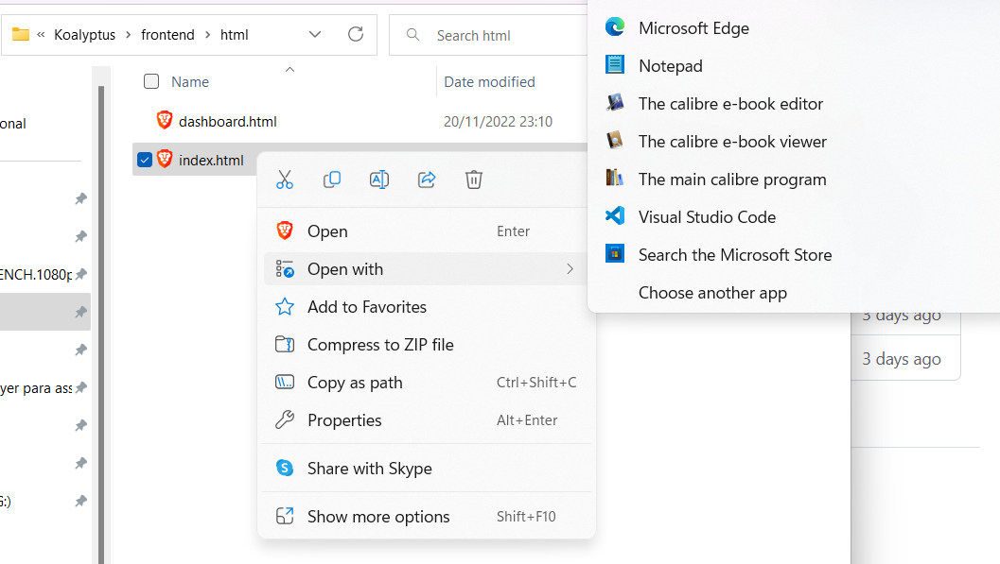 « Koalyptus > frontend > html
Search html
Name
Date modified
onal
dashboard.html
20/11/2022 23:10
index.html
ENCH.1080p
yer para ass
G:)
Open
Enter
Open with
Add to Favorites
Compress to ZIP file
Copy as path
Ctrl+Shift+C
Properties
Alt+Enter
Share with Skype
Show more options
Shift+F10
Microsoft Edge
Notepad
The calibre e-book editor
The calibre e-book viewer
The main calibre program
Visual Studio Code
Search the Microsoft Store
Choose another app
3 days ago
3 days ago